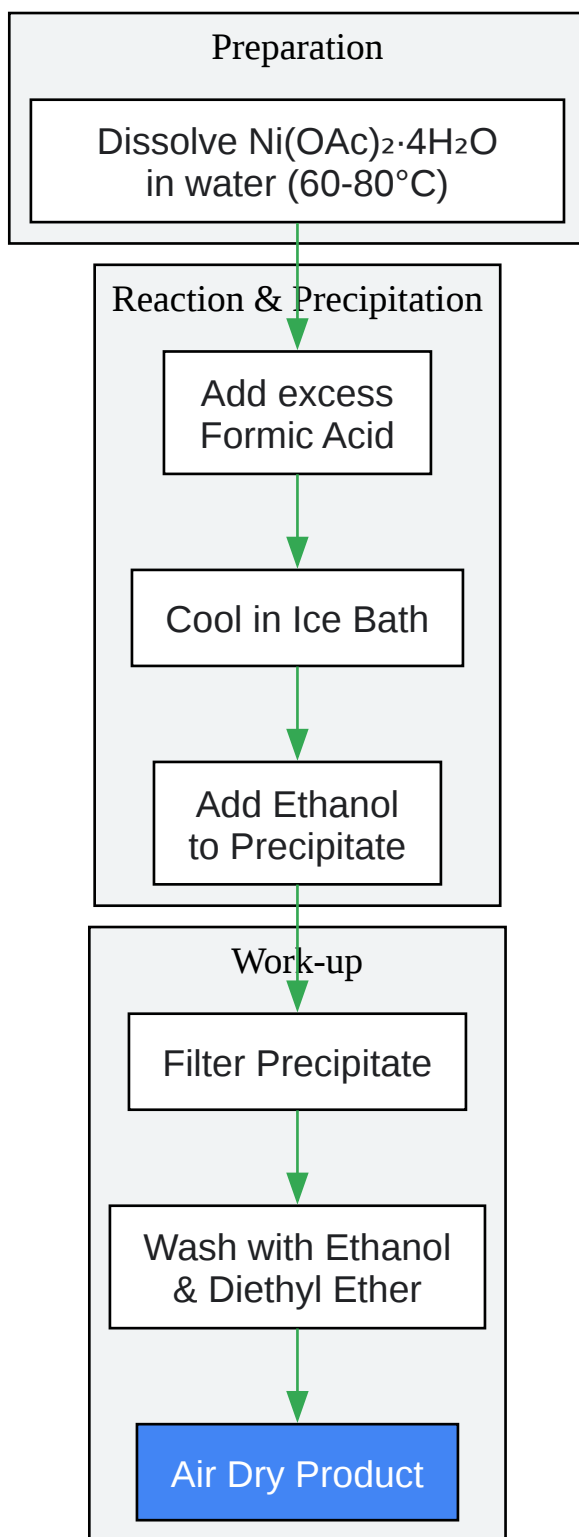 Preparation
Dissolve Ni(OAc)₂·4H₂O
in water (60-80°C)
Reaction & Precipitation
Add excess
Formic Acid
Cool in Ice Bath
Add Ethanol
to Precipitate
Work-up
Filter Precipitate
Wash with Ethanol
& Diethyl Ether
Air Dry Product